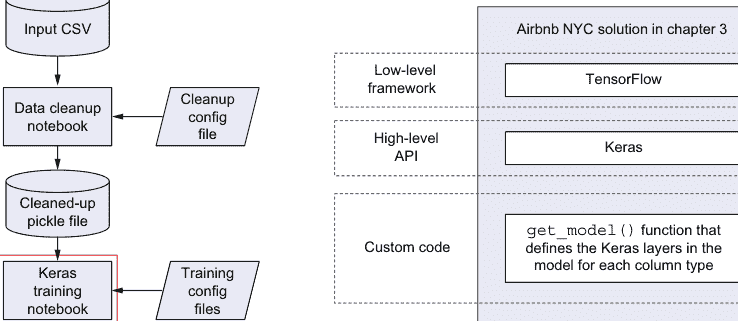 Input CSV
Data cleanup
notebook
Cleanup
config
file
Cleaned-up
pickle file
Keras
training
notebook
Training
config
files
Airbnb NYC solution in chapter 3
Low-level
framework
TensorFlow
High-level
API
Keras
Custom code
get_model() function that
defines the Keras layers in the
model for each column type